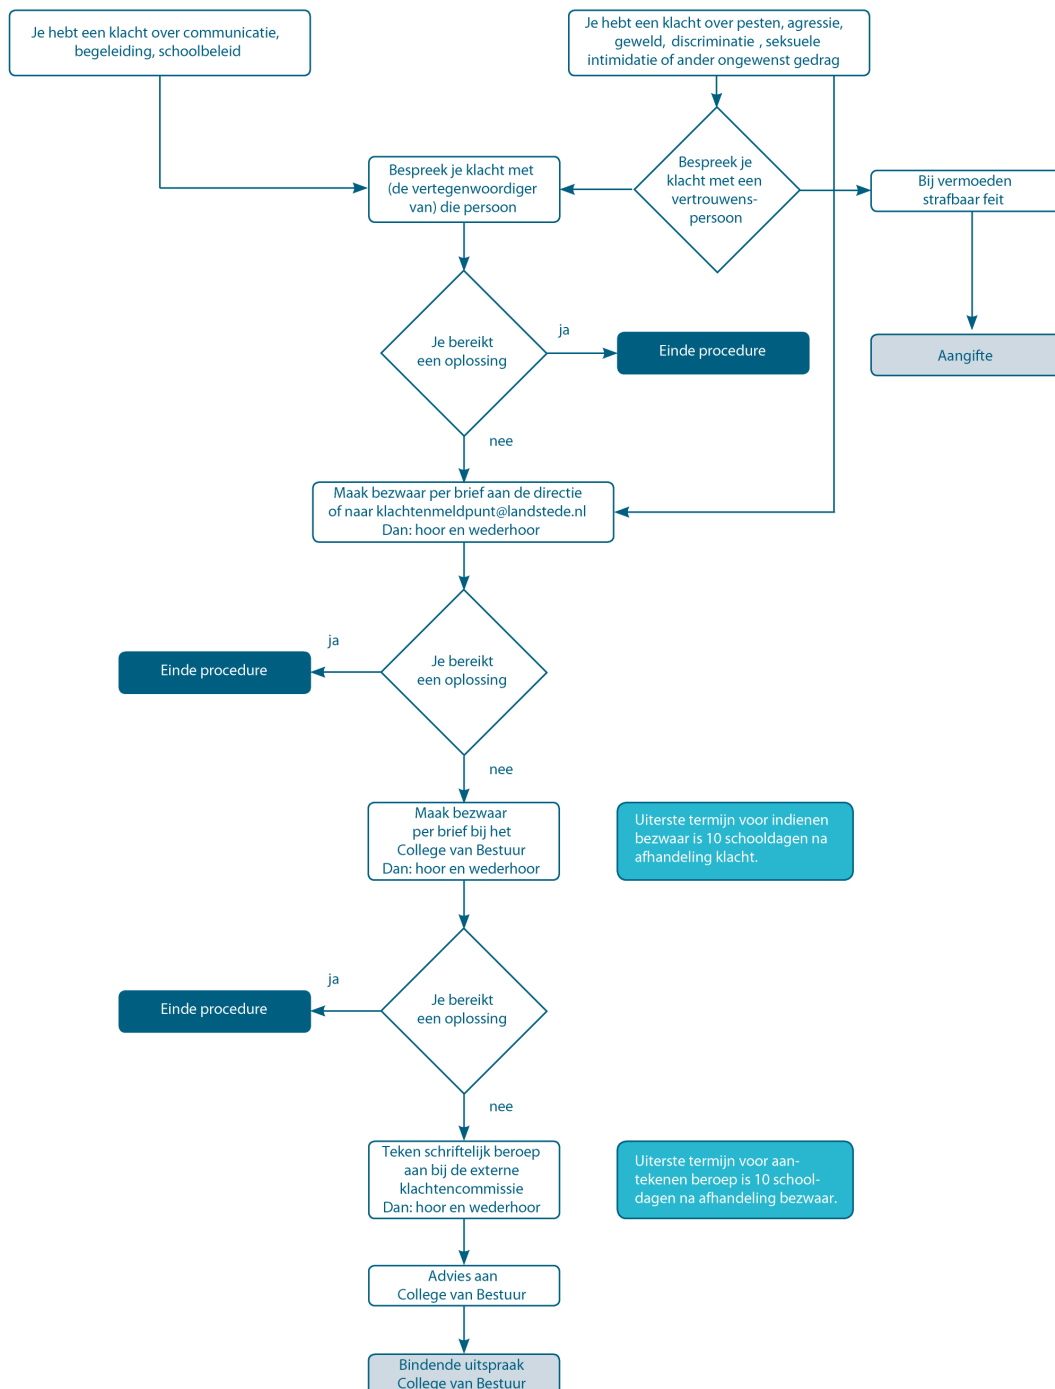 Je hebt een klacht over communicatie,
begeleiding, schoolbeleid
Je hebt een klacht over pesten, agressie,
geweld, discriminatie , seksuele
intimidatie of ander ongewenst gedrag
Bespreek je klacht met
(de vertegenwoordiger
van) die persoon
Bespreek je
klacht met een
vertrouwens-
persoon
Bij vermoeden
strafbaar feit
Je bereikt
een oplossing
ja
Einde procedure
Aangifte
nee
Maak bezwaar per brief aan de directie
of naar klachtenmeldpunt@landstede.nl
Dan: hoor en wederhoor
ja
Einde procedure
Je bereikt
een oplossing
nee
Maak bezwaar
per brief bij het
College van Bestuur
Dan: hoor en wederhoor
Uiterste termijn voor indienen
bezwaar is 10 schooldagen na
afhandeling klacht.
ja
Einde procedure
Je bereikt
een oplossing
nee
Teken schriftelijk beroep
aan bij de externe
klachtencommissie
Dan: hoor en wederhoor
Uiterste termijn voor aan-
tekenen beroep is 10 school-
dagen na afhandeling bezwaar.
Advies aan
College van Bestuur
Bindende uitspraak
College van Bestuur